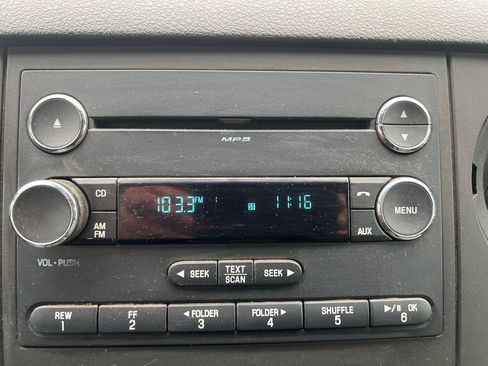 MP3
CD
103.3 FM 1 11:16
MENU
AM
FM
AUX
VOL • PUSH
◄ SEEK
TEXT
SCAN
SEEK ►
REW
1
FF
2
◄ FOLDER
3
FOLDER ►
4
SHUFFLE
5
►/II OK
6